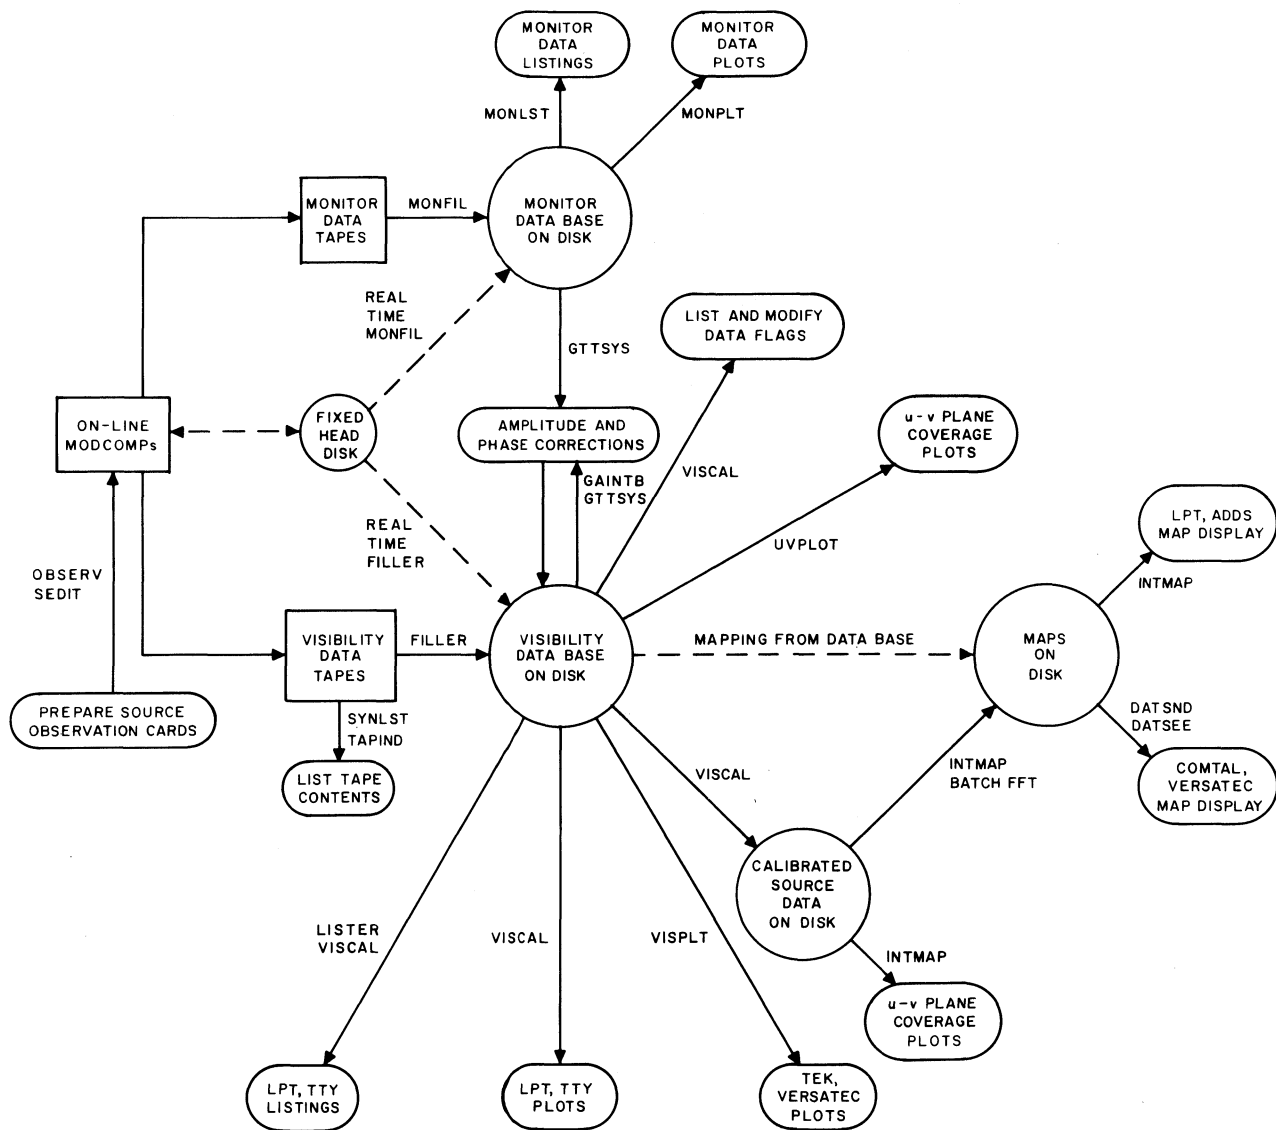 MONITOR
DATA
LISTINGS
MONITOR
DATA
PLOTS
MONLST
MONPLT
MONITOR
DATA
TAPES
MONFIL
MONITOR
DATA BASE
ON DISK
REAL
TIME
MONFIL
GTTSYS
LIST AND MODIFY
DATA FLAGS
ON-LINE
MODCOMPs
FIXED
HEAD
DISK
AMPLITUDE AND
PHASE CORRECTIONS
u-v PLANE
COVERAGE
PLOTS
GAINTB
GTTSYS
VISCAL
REAL
TIME
FILLER
UVPLOT
LPT, ADDS
MAP DISPLAY
OBSERV
SEDIT
INTMAP
VISIBILITY
DATA
TAPES
FILLER
VISIBILITY
DATA BASE
ON DISK
MAPPING FROM DATA BASE
MAPS
ON
DISK
PREPARE SOURCE
OBSERVATION CARDS
SYNLST
TAPIND
DATSND
DATSEE
LIST TAPE
CONTENTS
VISCAL
INTMAP
BATCH FFT
COMTAL,
VERSATEC
MAP DISPLAY
CALIBRATED
SOURCE
DATA
ON DISK
LISTER
VISCAL
VISCAL
VISPLT
INTMAP
u-v PLANE
COVERAGE
PLOTS
LPT, TTY
LISTINGS
LPT, TTY
PLOTS
TEK,
VERSATEC
PLOTS